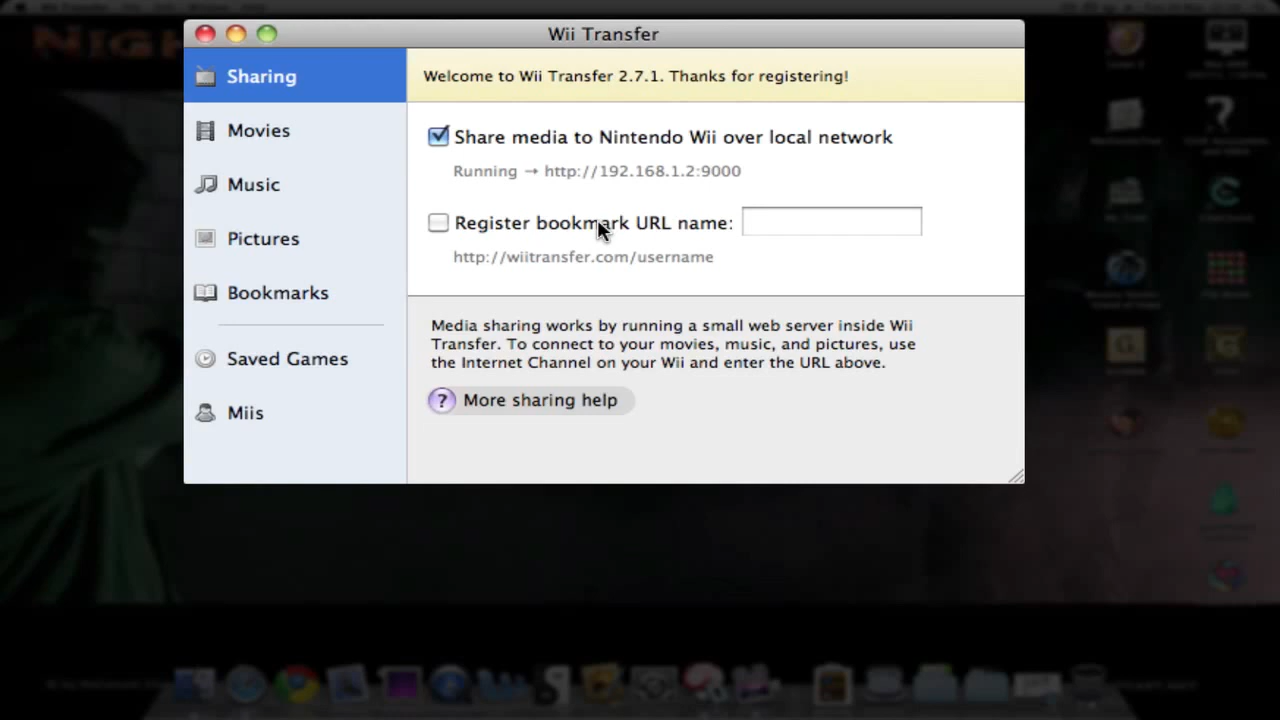 Wii Transfer
Sharing
Movies
Music
Pictures
Bookmarks
Saved Games
Miis
Welcome to Wii Transfer 2.7.1. Thanks for registering!
Share media to Nintendo Wii over local network
Running → http://192.168.1.2:9000
Register bookmark URL name:
http://wiitransfer.com/username
Media sharing works by running a small web server inside Wii
Transfer. To connect to your movies, music, and pictures, use
the Internet Channel on your Wii and enter the URL above.
? More sharing help